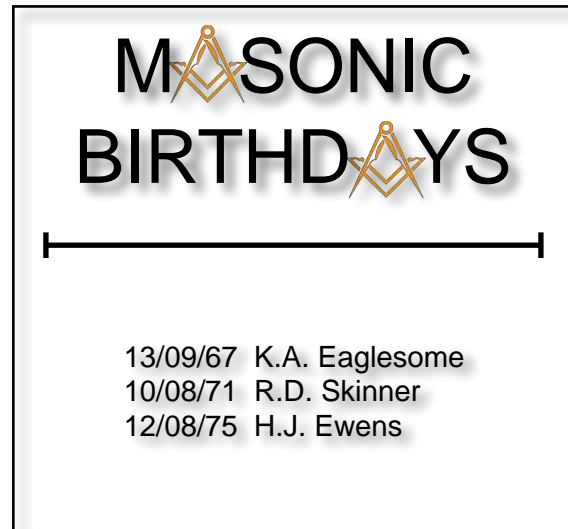 MASONIC
BIRTHDAYS
13/09/67 K.A. Eaglesome
10/08/71 R.D. Skinner
12/08/75 H.J. Ewens